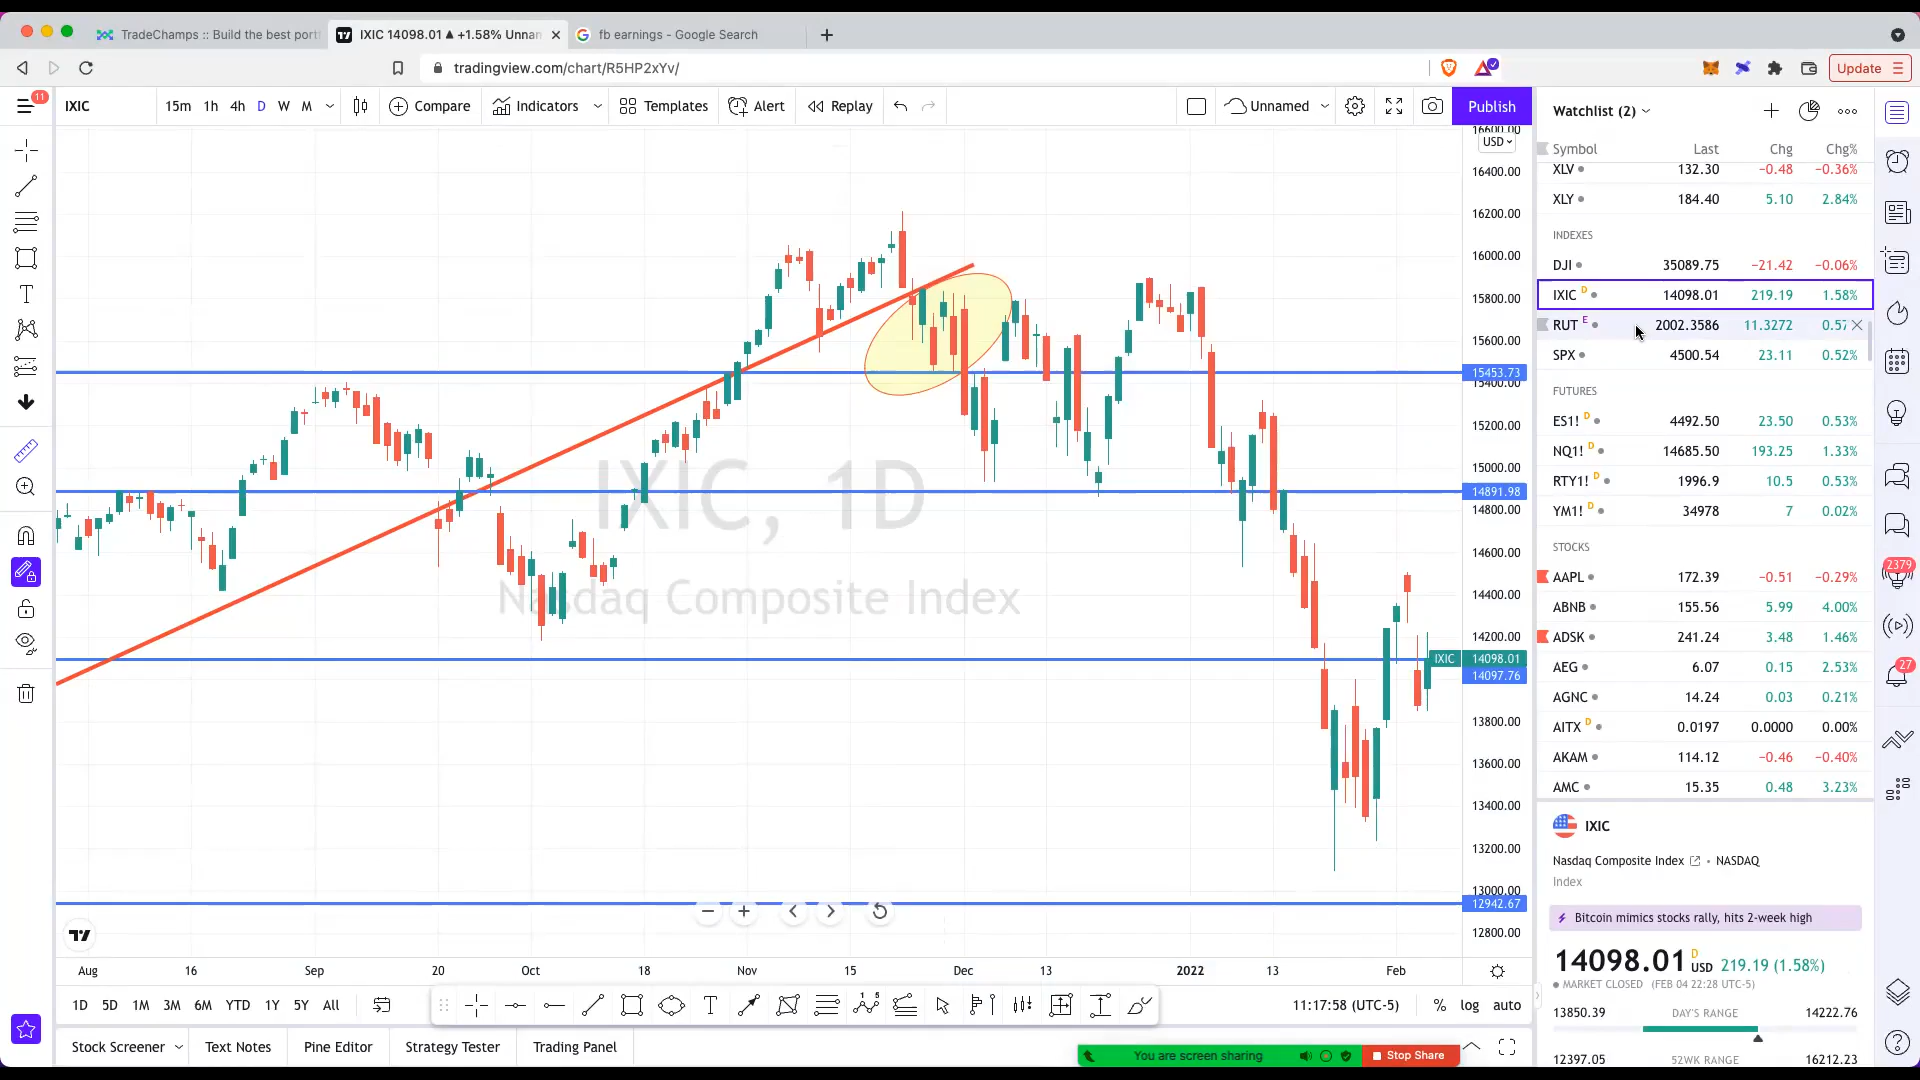 TradeChamps :: Build the best port
IXIC 14098.01 ▲ +1.58% Unnan
fb earnings - Google Search
tradingview.com/chart/R5HP2xYv/
Update
11
IXIC
15m 1h 4h D W M
Compare
Indicators
Templates
Alert
Replay
Unnamed
Publish
Watchlist (2)
Symbol Last Chg Chg%
XLV 132.30 −0.48 −0.36%
XLY 184.40 5.10 2.84%
INDEXES
DJI 35089.75 −21.42 −0.06%
IXIC D 14098.01 219.19 1.58%
RUT E 2002.3586 11.3272 0.57
SPX 4500.54 23.11 0.52%
FUTURES
ES1! D 4492.50 23.50 0.53%
NQ1! D 14685.50 193.25 1.33%
RTY1! D 1996.9 10.5 0.53%
YM1! D 34978 7 0.02%
STOCKS
AAPL 172.39 −0.51 −0.29%
ABNB 155.56 5.99 4.00%
ADSK 241.24 3.48 1.46%
AEG 6.07 0.15 2.53%
AGNC 14.24 0.03 0.21%
AITX D 0.0197 0.0000 0.00%
AKAM 114.12 −0.46 −0.40%
AMC 15.35 0.48 3.23%
IXIC
Nasdaq Composite Index • NASDAQ
Index
Bitcoin mimics stocks rally, hits 2-week high
14098.01 D USD 219.19 (1.58%)
MARKET CLOSED (FEB 04 22:28 UTC-5)
13850.39 DAY'S RANGE 14222.76
12397.05 52WK RANGE 16212.23
2379
27
16600.00
USD
16400.00
16200.00
16000.00
15800.00
15600.00
15453.73
15400.00
15200.00
15000.00
14891.98
14800.00
14600.00
14400.00
14200.00
IXIC 14098.01
14097.76
13800.00
13600.00
13400.00
13200.00
13000.00
12942.67
12800.00
IXIC, 1D
Nasdaq Composite Index
Aug 16 Sep 20 Oct 18 Nov 15 Dec 13 2022 13 Feb
1D 5D 1M 3M 6M YTD 1Y 5Y All
11:17:58 (UTC-5) % log auto
Stock Screener
Text Notes
Pine Editor
Strategy Tester
Trading Panel
You are screen sharing
Stop Share